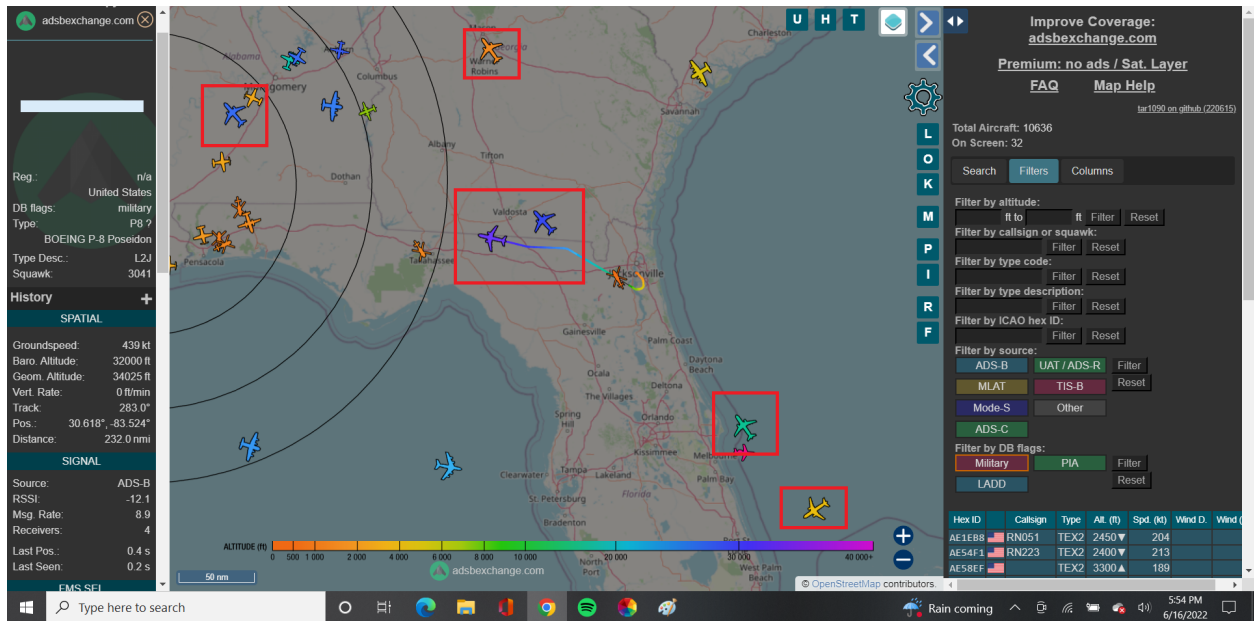 adsbexchange.com
Reg.: n/a
United States
DB flags: military
Type: P8 ?
BOEING P-8 Poseidon
Type Desc.: L2J
Squawk: 3041
History +
SPATIAL
Groundspeed: 439 kt
Baro. Altitude: 32000 ft
Geom. Altitude: 34025 ft
Vert. Rate: 0 ft/min
Track: 283.0°
Pos.: 30.618°, -83.524°
Distance: 232.0 nmi
SIGNAL
Source: ADS-B
RSSI: -12.1
Msg. Rate: 8.9
Receivers: 4
Last Pos.: 0.4 s
Last Seen: 0.2 s
FMS SEL
Macon
Georgia
Warner
Robins
Charleston
Alabama
Columbus
Montgomery
Savannah
Albany
Tifton
Dothan
Valdosta
Pensacola
Tallahassee
Jacksonville
Gainesville
Palm Coast
Daytona
Beach
Ocala
Deltona
The Villages
Spring
Hill
Orlando
Kissimmee
Melbourne
Clearwater
Tampa
Lakeland
Palm Bay
St. Petersburg
Florida
Bradenton
Port St.
North
Port
West Palm
Beach
ALTITUDE (ft)
0 500 1 000 2 000 4 000 6 000 8 000 10 000 20 000 30 000 40 000+
adsbexchange.com
50 nm
© OpenStreetMap contributors.
U H T
L
O
K
M
P
I
R
F
Improve Coverage:
adsbexchange.com
Premium: no ads / Sat. Layer
FAQ Map Help
tar1090 on github (220615)
Total Aircraft: 10636
On Screen: 32
Search Filters Columns
Filter by altitude:
ft to ft Filter Reset
Filter by callsign or squawk:
Filter Reset
Filter by type code:
Filter Reset
Filter by type description:
Filter Reset
Filter by ICAO hex ID:
Filter Reset
Filter by source:
ADS-B UAT / ADS-R Filter
MLAT TIS-B Reset
Mode-S Other
ADS-C
Filter by DB flags:
Military PIA Filter
LADD Reset
Hex ID Callsign Type Alt. (ft) Spd. (kt) Wind D. Wind (
AE1EB8 RN051 TEX2 2450▼ 204
AE54F1 RN223 TEX2 2400▼ 213
AE58EF TEX2 3300▲ 189
Type here to search
Rain coming
5:54 PM
6/16/2022